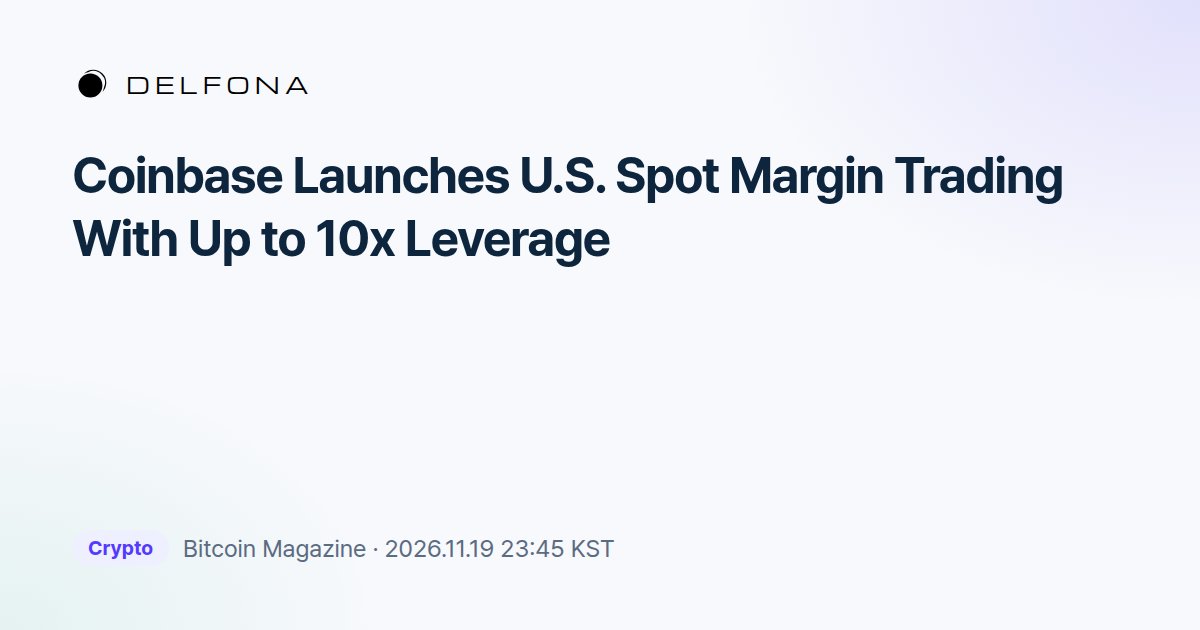 DELFONA
Coinbase Launches U.S. Spot Margin Trading
With Up to 10x Leverage
Crypto Bitcoin Magazine · 2026.11.19 23:45 KST